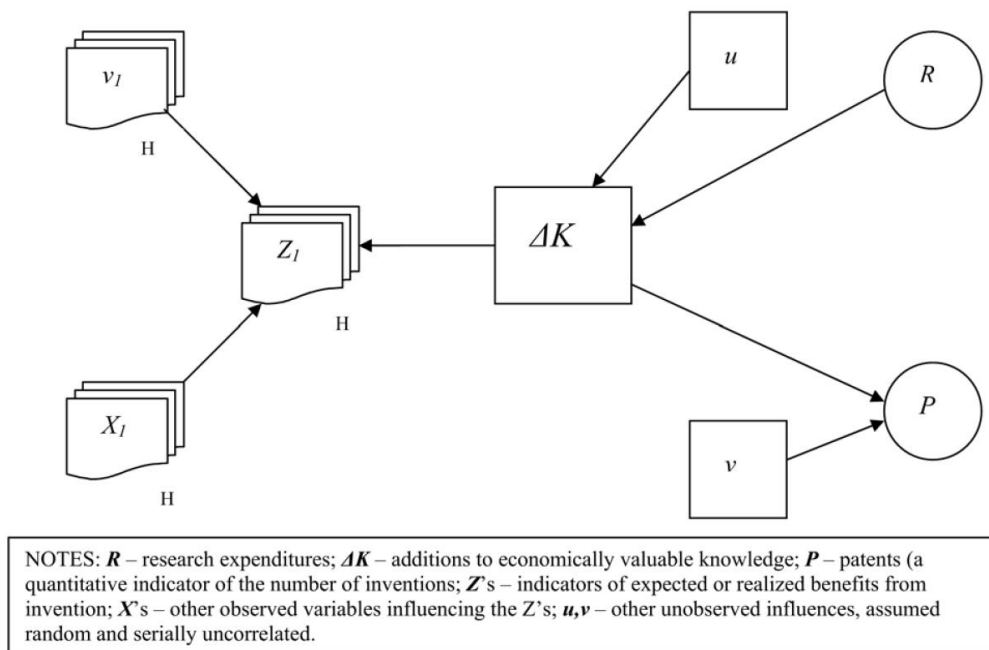 v1
u
R
H
ΔK
Z1
H
X1
P
v
H
NOTES: R – research expenditures; ΔK – additions to economically valuable knowledge; P – patents (a
quantitative indicator of the number of inventions; Z's – indicators of expected or realized benefits from
invention; X's – other observed variables influencing the Z's; u,v – other unobserved influences, assumed
random and serially uncorrelated.